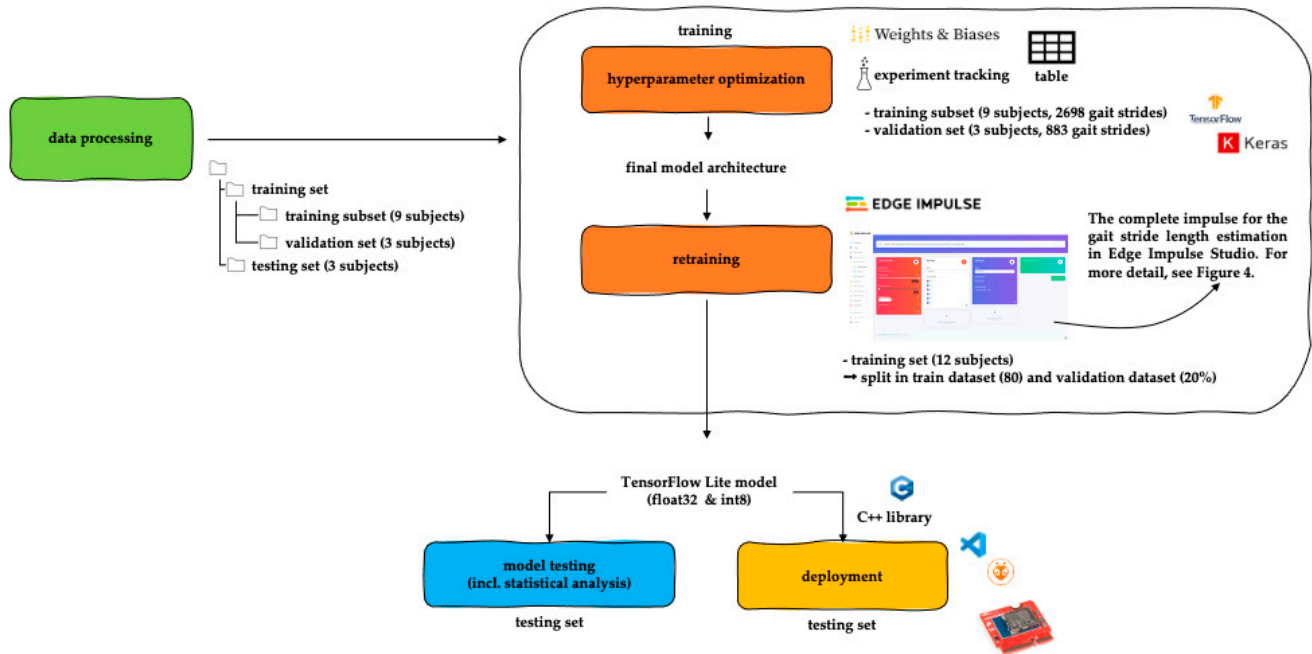 training
hyperparameter optimization
Weights & Biases
experiment tracking
table
- training subset (9 subjects, 2698 gait strides)
- validation set (3 subjects, 883 gait strides)
TensorFlow
K Keras
data processing
training set
training subset (9 subjects)
validation set (3 subjects)
testing set (3 subjects)
final model architecture
EDGE IMPULSE
retraining
The complete impulse for the
gait stride length estimation
in Edge Impulse Studio. For
more detail, see Figure 4.
- training set (12 subjects)
➞ split in train dataset (80) and validation dataset (20%)
TensorFlow Lite model
(float32 & int8)
C++ library
model testing
(incl. statistical analysis)
deployment
testing set
testing set